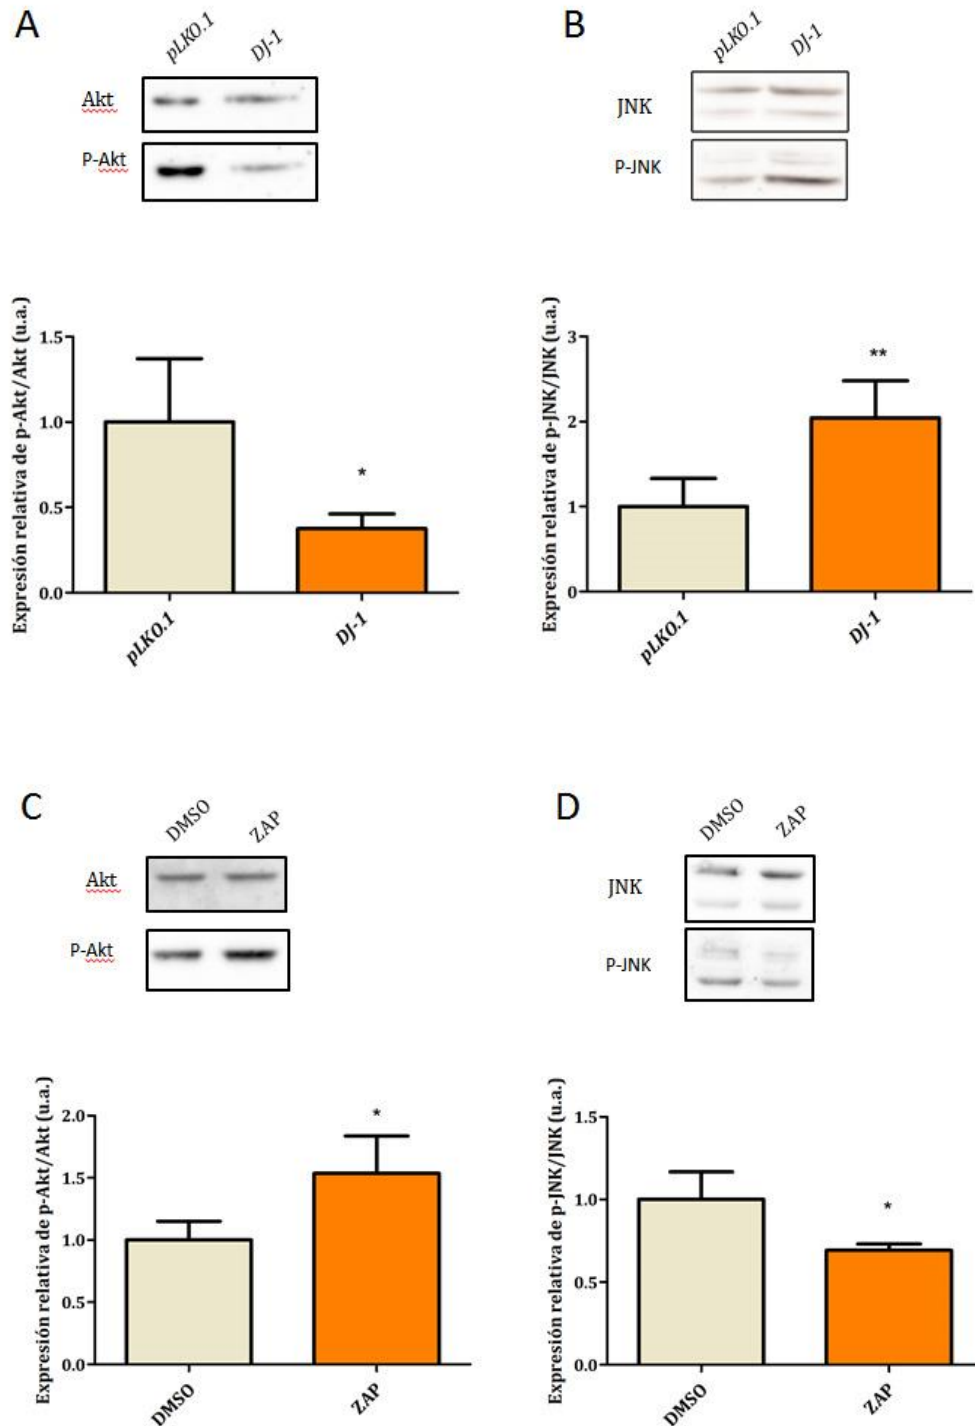 A
pLKO.1 DJ-1
Akt
P-Akt
Expresión relativa de p-Akt/Akt (u.a.)
1.5
1.0
*
0.5
0.0
pLKO.1 DJ-1
B
pLKO.1 DJ-1
JNK
P-JNK
Expresión relativa de p-JNK/JNK (u.a.)
3
**
2
1
0
pLKO.1 DJ-1
C
DMSO ZAP
Akt
P-Akt
Expresión relativa de p-Akt/Akt (u.a.)
2.0
*
1.5
1.0
0.5
0.0
DMSO ZAP
D
DMSO ZAP
JNK
P-JNK
Expresión relativa de p-JNK/JNK (u.a.)
1.5
1.0
*
0.5
0.0
DMSO ZAP